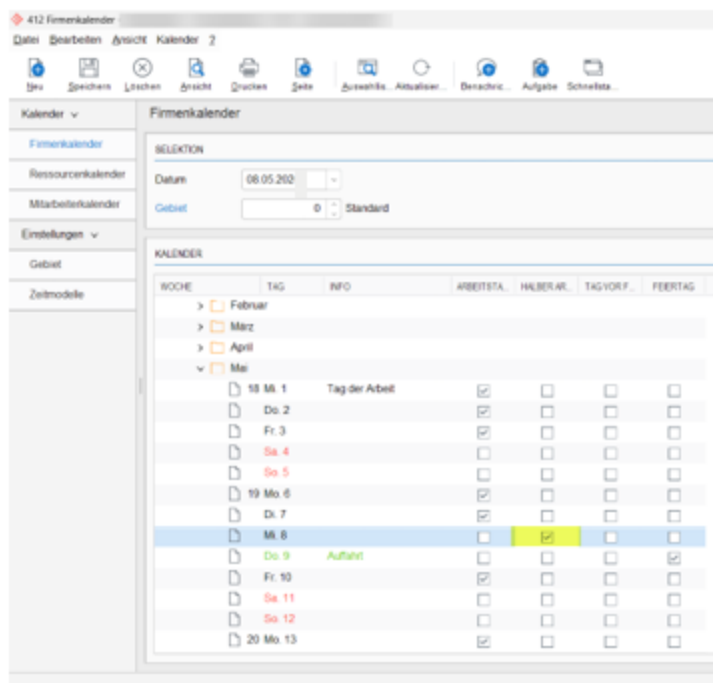 412 Firmenkalender
Datei Bearbeiten Ansicht Kalender ?
Neu Speichern Löschen Ansicht Drucken Seite Auswahllis... Aktualisier... Benachric... Aufgabe Schnellsta...
Kalender
Firmenkalender
Ressourcenkalender
Mitarbeiterkalender
Einstellungen
Gebiet
Zeitmodelle
Firmenkalender
SELEKTION
Datum 08.05.202
Gebiet 0 Standard
KALENDER
WOCHE TAG INFO ARBEITSTA... HALBER AR... TAG VOR F... FEIERTAG
Februar
März
April
Mai
18 Mi. 1 Tag der Arbeit
Do. 2
Fr. 3
Sa. 4
So. 5
19 Mo. 6
Di. 7
Mi. 8
Do. 9 Auffahrt
Fr. 10
Sa. 11
So. 12
20 Mo. 13